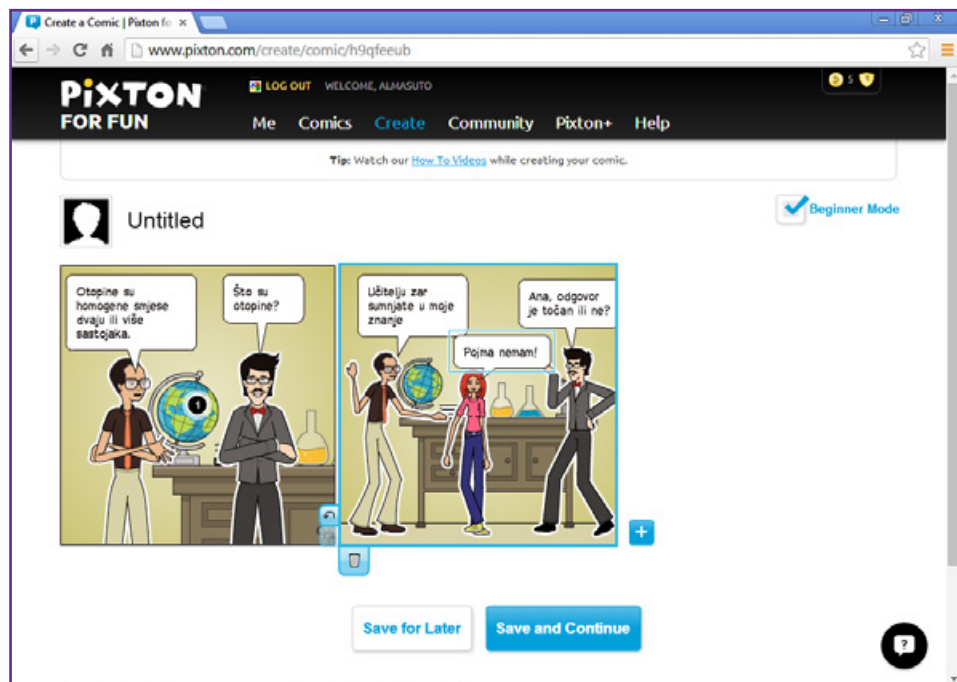 Create a Comic | Pixton fo
www.pixton.com/create/comic/h9qfeeub
PiXTON
FOR FUN
LOG OUT WELCOME, ALMASUTO
5
Me Comics Create Community Pixton+ Help
Tip: Watch our How To Videos while creating your comic.
Untitled
Beginner Mode
Otopine su
homogene smjese
dvaju ili više
sastojaka.
Što su
otopine?
1
Učitelju zar
sumnjate u moje
znanje
Ana, odgovor
je točan ili ne?
Pojma nemam!
+
Save for Later
Save and Continue
?